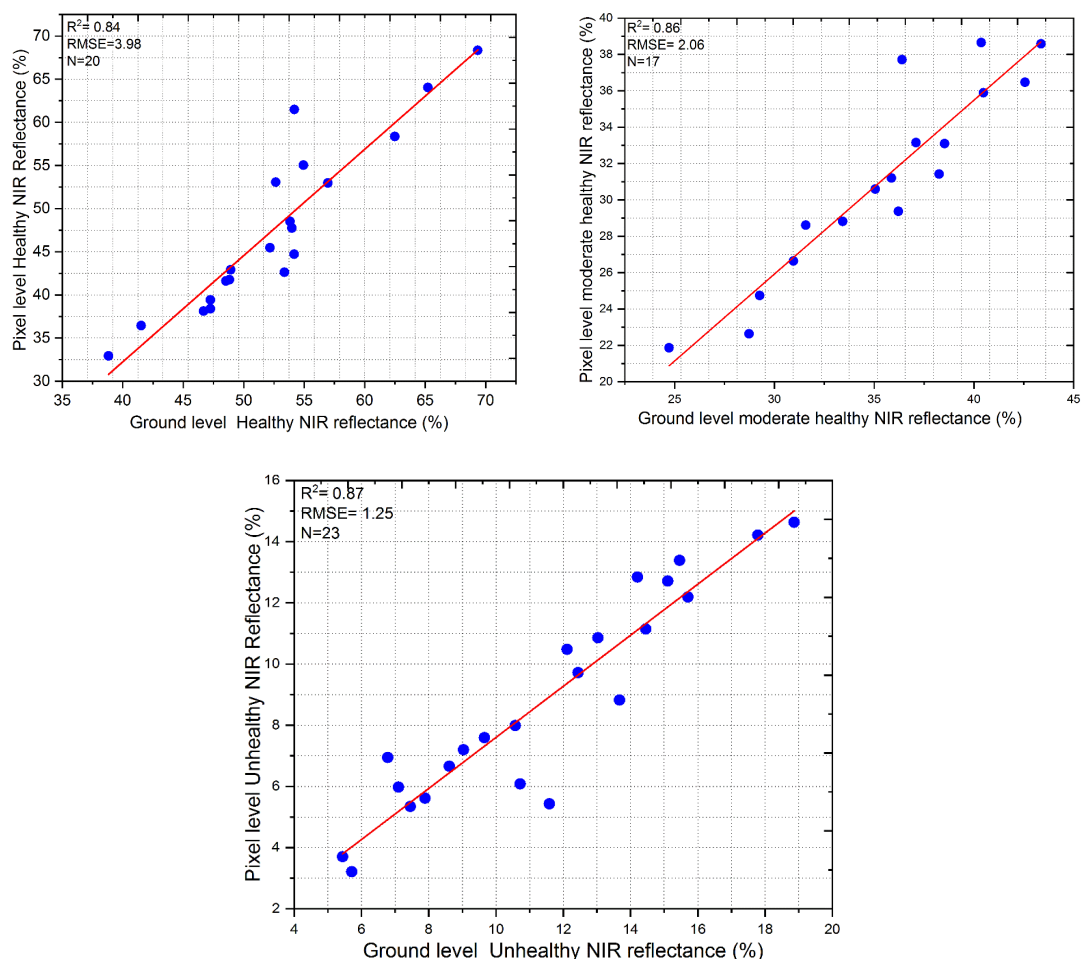 R²= 0.84
RMSE=3.98
N=20
Pixel level Healthy NIR Reflectance (%)
70
65
60
55
50
45
40
35
30
35 40 45 50 55 60 65 70
Ground level Healthy NIR reflectance (%)
R²= 0.86
RMSE= 2.06
N=17
Pixel level moderate healthy NIR reflectance (%)
40
38
36
34
32
30
28
26
24
22
20
25 30 35 40 45
Ground level moderate healthy NIR reflectance (%)
R²= 0.87
RMSE= 1.25
N=23
Pixel level Unhealthy NIR Reflectance (%)
16
14
12
10
8
6
4
2
4 6 8 10 12 14 16 18 20
Ground level Unhealthy NIR reflectance (%)